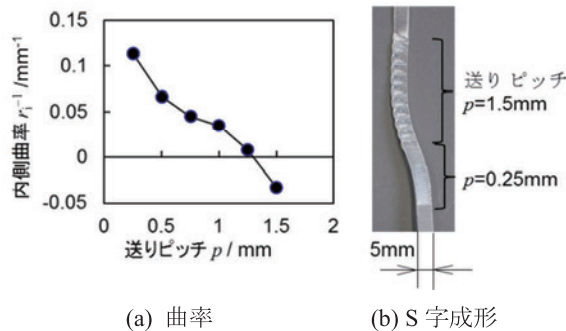 0.15
0.1
0.05
0
-0.05
内側曲率 rᵢ⁻¹ /mm⁻¹
0 0.5 1 1.5 2
送りピッチ p / mm
(a) 曲率
送り ピッチ
p=1.5mm
p=0.25mm
5mm
(b) S 字成形